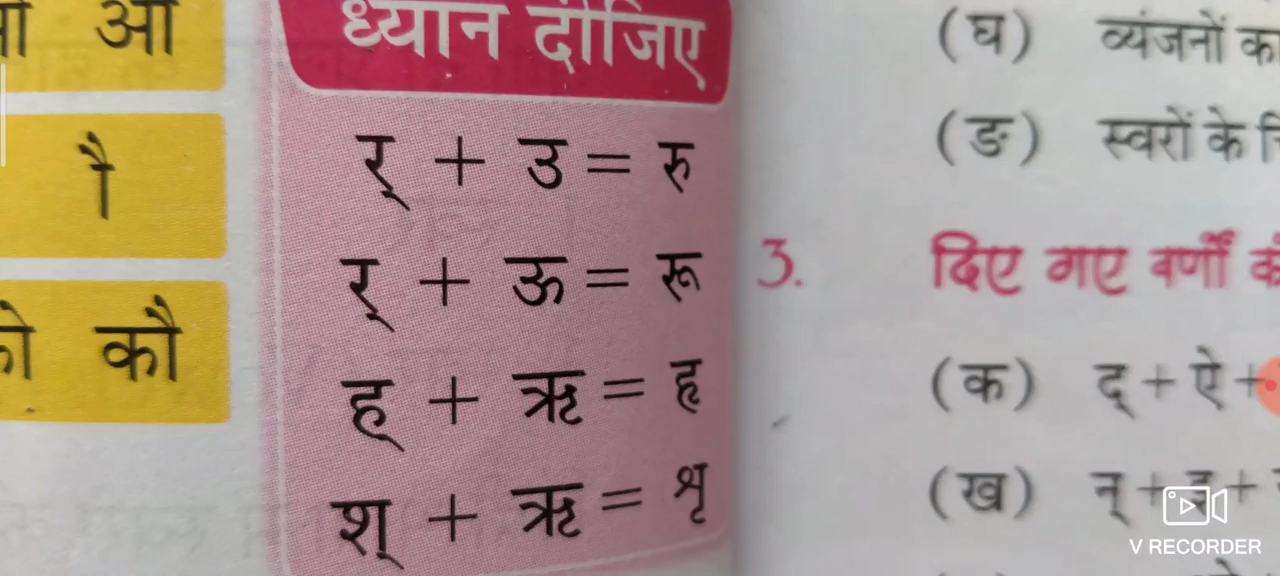 औ
ौ
कौ
ध्यान दीजिए
र् + उ = रु
र् + ऊ = रू
ह् + ऋ = हृ
श् + ऋ = शृ
(घ) व्यंजनों
(ङ) स्वरों के
3. दिए गए वर्णों
(क) द् + ऐ +
(ख) न् + इ +
V RECORDER